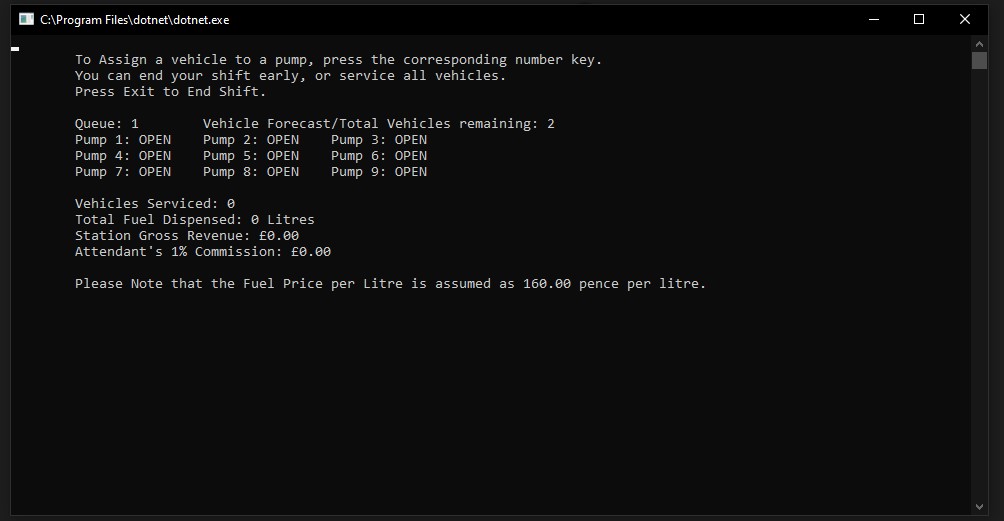 C:\Program Files\dotnet\dotnet.exe
To Assign a vehicle to a pump, press the corresponding number key.
You can end your shift early, or service all vehicles.
Press Exit to End Shift.
Queue: 1 Vehicle Forecast/Total Vehicles remaining: 2
Pump 1: OPEN Pump 2: OPEN Pump 3: OPEN
Pump 4: OPEN Pump 5: OPEN Pump 6: OPEN
Pump 7: OPEN Pump 8: OPEN Pump 9: OPEN
Vehicles Serviced: 0
Total Fuel Dispensed: 0 Litres
Station Gross Revenue: £0.00
Attendant's 1% Commission: £0.00
Please Note that the Fuel Price per Litre is assumed as 160.00 pence per litre.